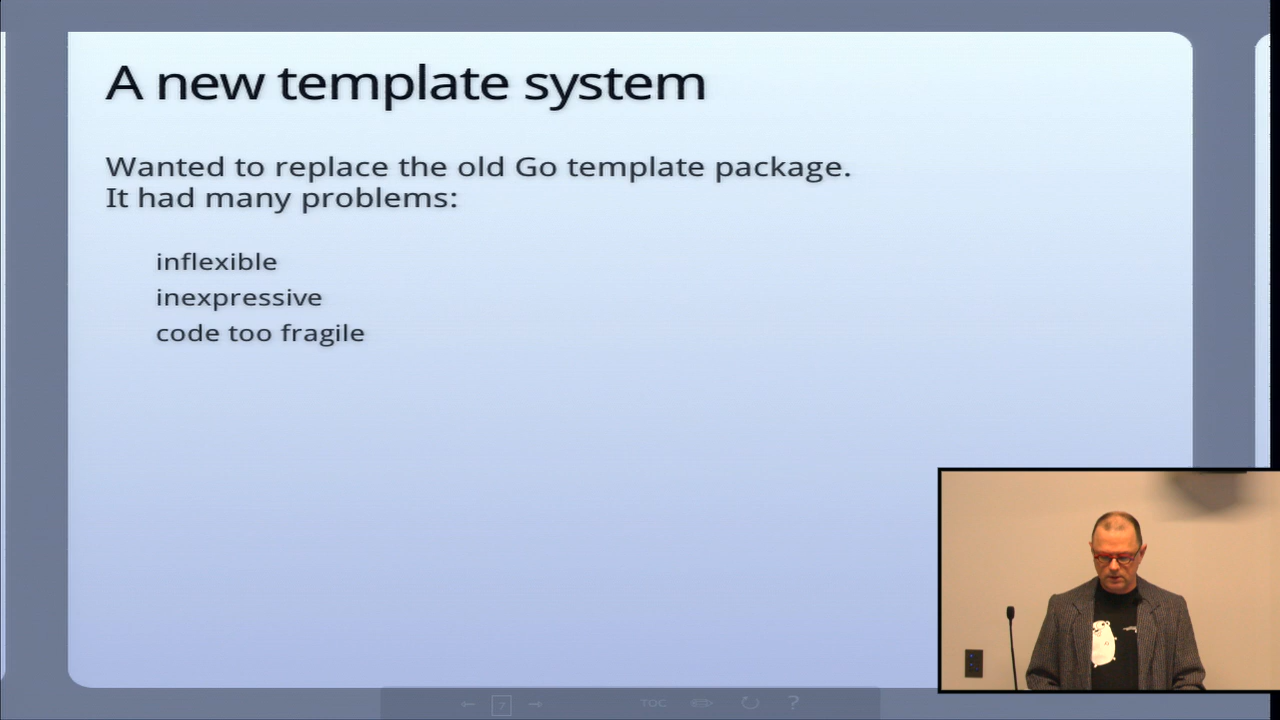 A new template system
Wanted to replace the old Go template package.
It had many problems:
inflexible
inexpressive
code too fragile
7
TOC
?